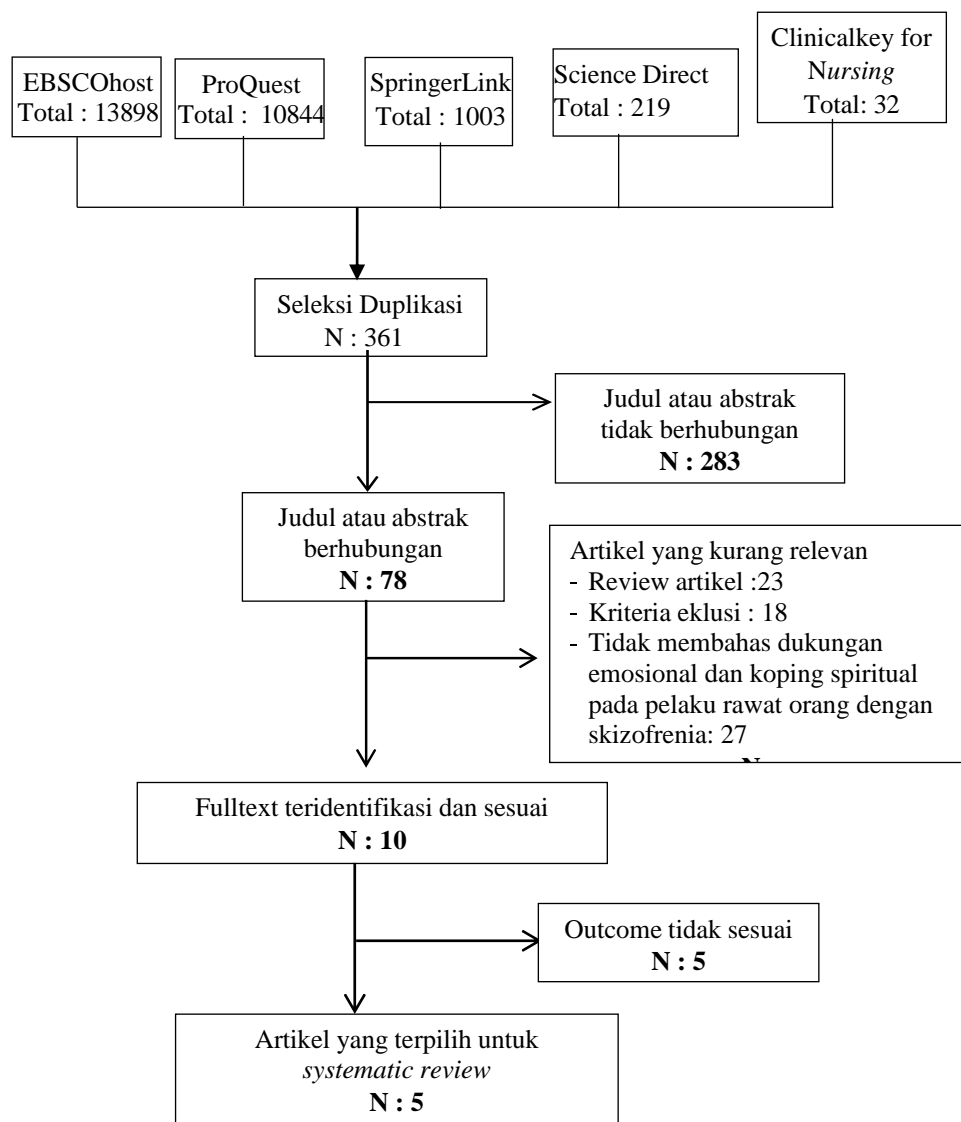 EBSCOhost
Total : 13898
ProQuest
Total : 10844
SpringerLink
Total : 1003
Science Direct
Total : 219
Clinicalkey for
Nursing
Total: 32
Seleksi Duplikasi
N : 361
Judul atau abstrak
tidak berhubungan
N : 283
Judul atau abstrak
berhubungan
N : 78
Artikel yang kurang relevan
- Review artikel :23
- Kriteria eklusi : 18
- Tidak membahas dukungan
emosional dan koping spiritual
pada pelaku rawat orang dengan
skizofrenia: 27
Fulltext teridentifikasi dan sesuai
N : 10
Outcome tidak sesuai
N : 5
Artikel yang terpilih untuk
systematic review
N : 5